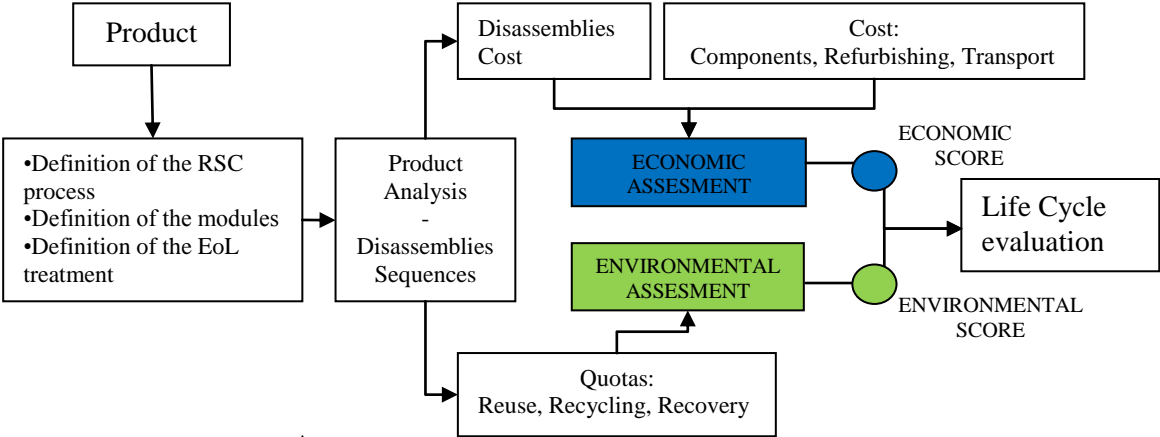 Product
•Definition of the RSC
process
•Definition of the modules
•Definition of the EoL
treatment
Product
Analysis
-
Disassemblies
Sequences
Disassemblies
Cost
Cost:
Components, Refurbishing, Transport
ECONOMIC
ASSESMENT
ECONOMIC
SCORE
ENVIRONMENTAL
ASSESMENT
ENVIRONMENTAL
SCORE
Quotas:
Reuse, Recycling, Recovery
Life Cycle
evaluation